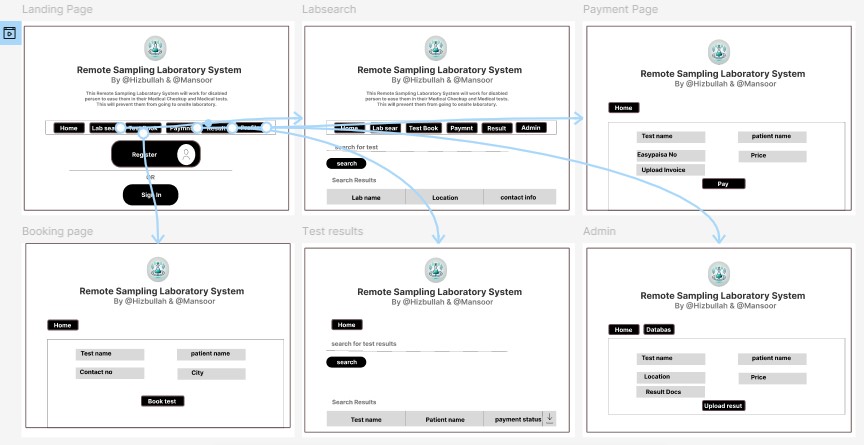 Landing Page
Remote Sampling Laboratory System
By @Hizbullah & @Mansoor
This Remote Sampling Laboratory System will work for disabled
person to ease them in their Medical Checkup and Medical tests.
This will prevent them from going to onsite laboratory.
Home Lab sear Test Book Paymnt Result
Register
OR
Sign In
Labsearch
Remote Sampling Laboratory System
By @Hizbullah & @Mansoor
This Remote Sampling Laboratory System will work for disabled
person to ease them in their Medical Checkup and Medical tests.
This will prevent them from going to onsite laboratory.
Home Lab sear Test Book Paymnt Result Admin
search for test
search
Search Results
Lab name Location contact info
Payment Page
Remote Sampling Laboratory System
By @Hizbullah & @Mansoor
Home
Test name patient name
Easypaisa No Price
Upload Invoice
Pay
Booking page
Remote Sampling Laboratory System
By @Hizbullah & @Mansoor
Home
Test name patient name
Contact no City
Book test
Test results
Remote Sampling Laboratory System
By @Hizbullah & @Mansoor
Home
search for test results
search
Search Results
Test name Patient name payment status
Admin
Remote Sampling Laboratory System
By @Hizbullah & @Mansoor
Home Databas
Test name patient name
Location Price
Result Docs
Upload resut